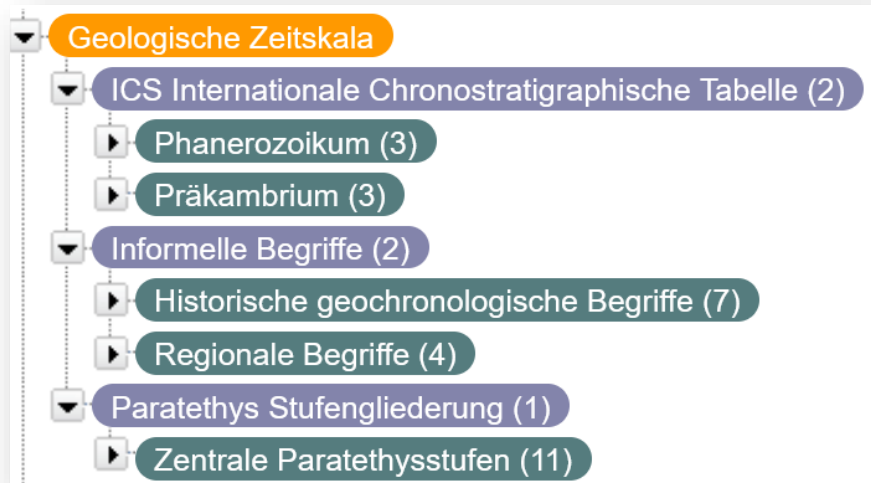 Geologische Zeitskala
ICS Internationale Chronostratigraphische Tabelle (2)
Phanerozoikum (3)
Präkambrium (3)
Informelle Begriffe (2)
Historische geochronologische Begriffe (7)
Regionale Begriffe (4)
Paratethys Stufengliederung (1)
Zentrale Paratethysstufen (11)